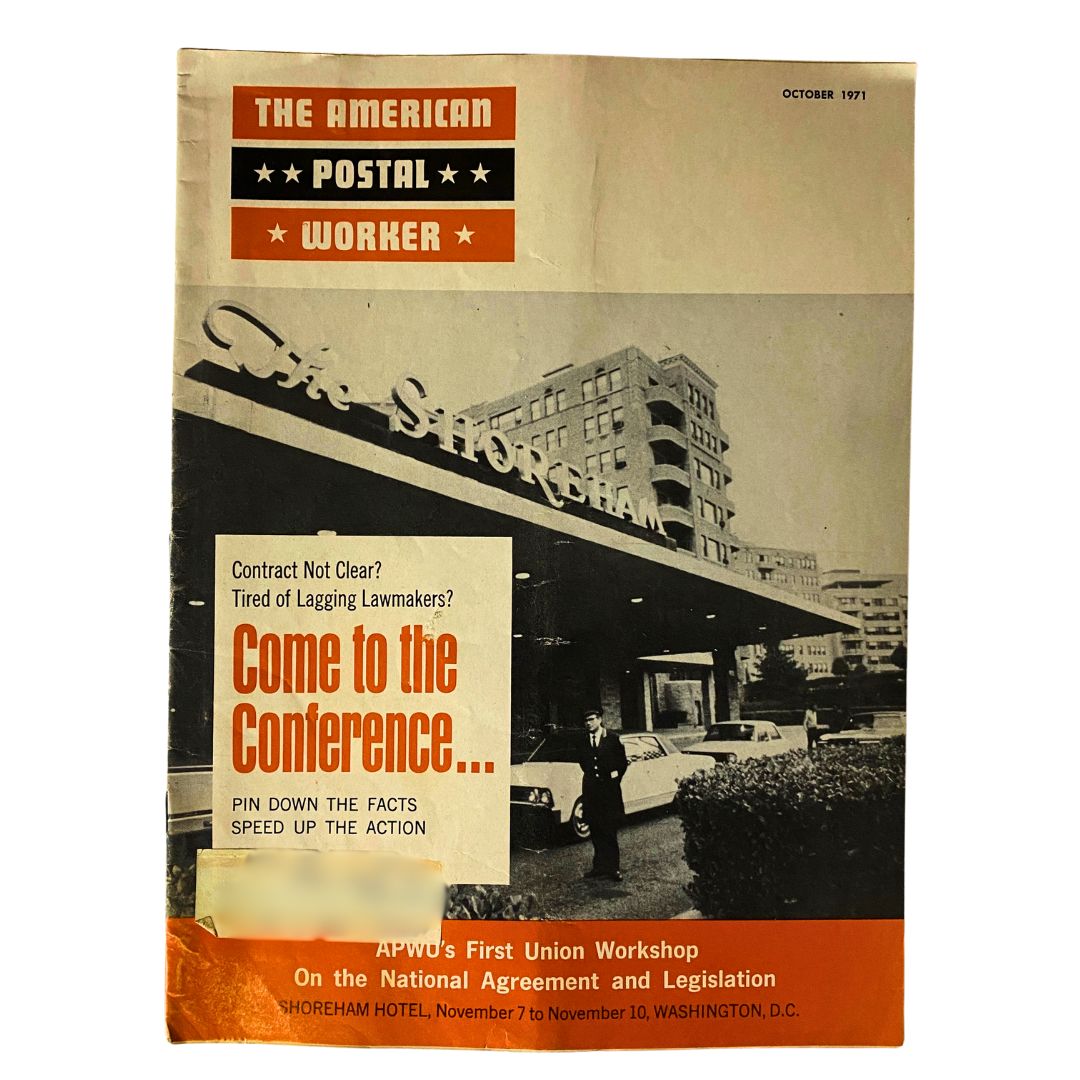 THE AMERICAN
POSTAL
WORKER
OCTOBER 1971
The SHOREHAM
Contract Not Clear?
Tired of Lagging Lawmakers?
Come to the
Conference...
PIN DOWN THE FACTS
SPEED UP THE ACTION
APWU's First Union Workshop
On the National Agreement and Legislation
SHOREHAM HOTEL, November 7 to November 10, WASHINGTON, D.C.